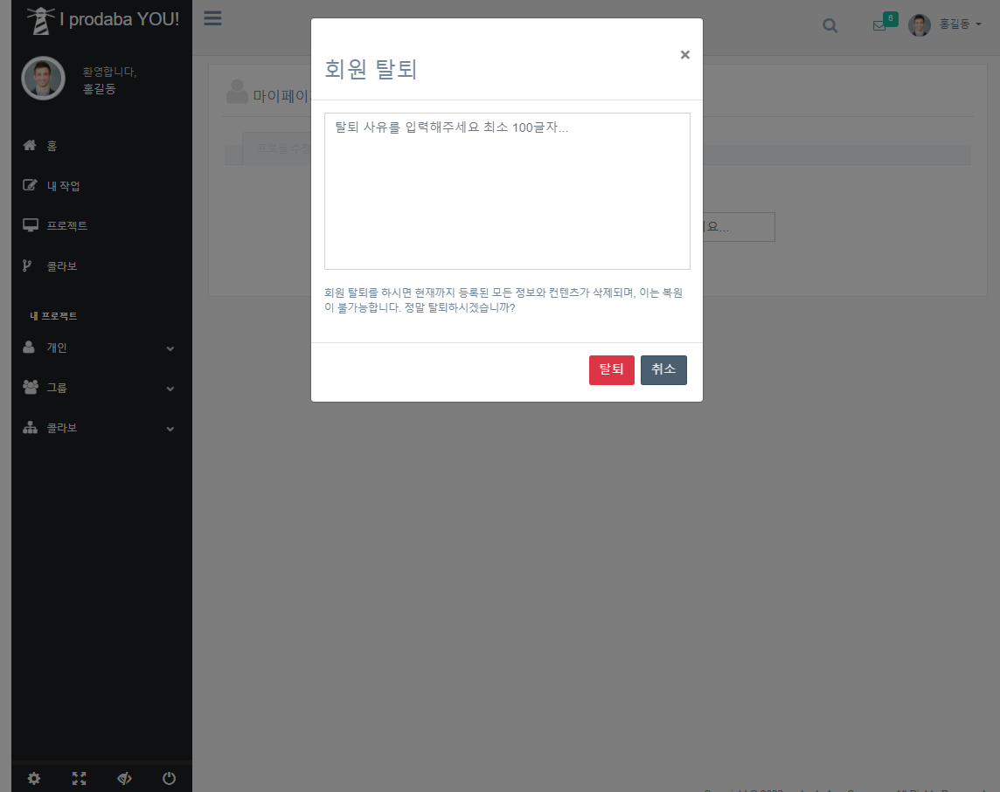 I prodaba YOU!
6
홍길동
환영합니다,
홍길동
홈
내 작업
프로젝트
콜라보
내 프로젝트
개인
그룹
콜라보
마이페이
프로필 수정
요...
회원 탈퇴
×
탈퇴 사유를 입력해주세요 최소 100글자...
회원 탈퇴를 하시면 현재까지 등록된 모든 정보와 컨텐츠가 삭제되며, 이는 복원
이 불가능합니다. 정말 탈퇴하시겠습니까?
탈퇴
취소